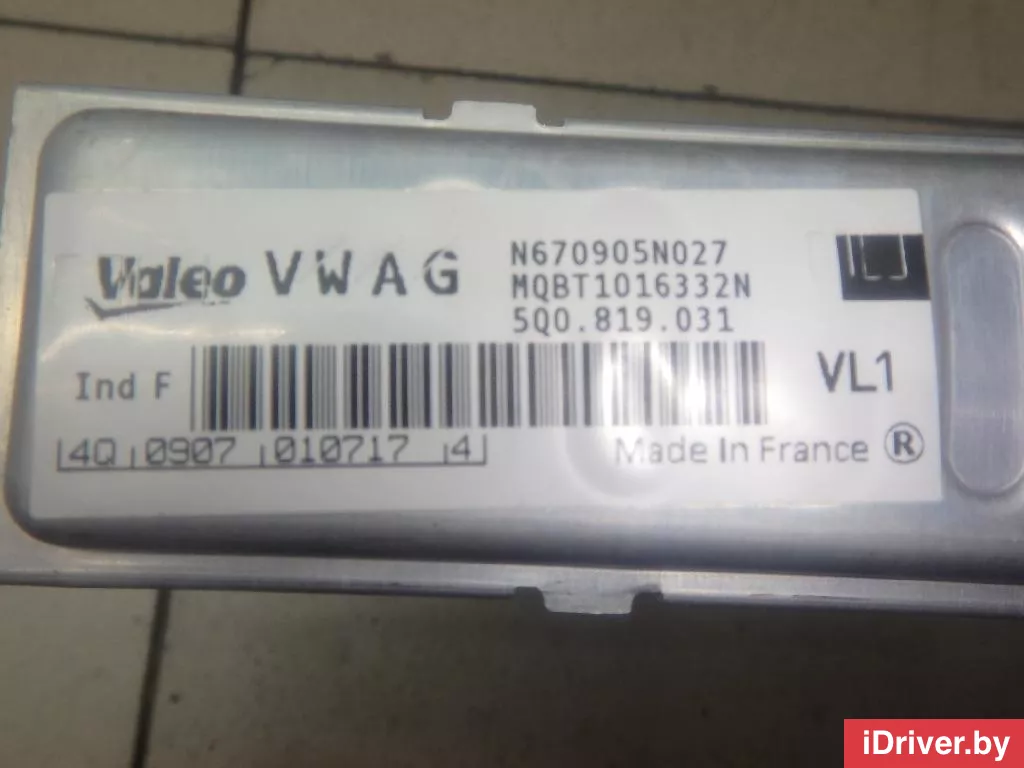 Valeo VWAG
N670905N027
MQBT1016332N
5Q0.819.031
Ind F
VL1
4Q 0907 010717 4
Made In France ®
iDriver.by